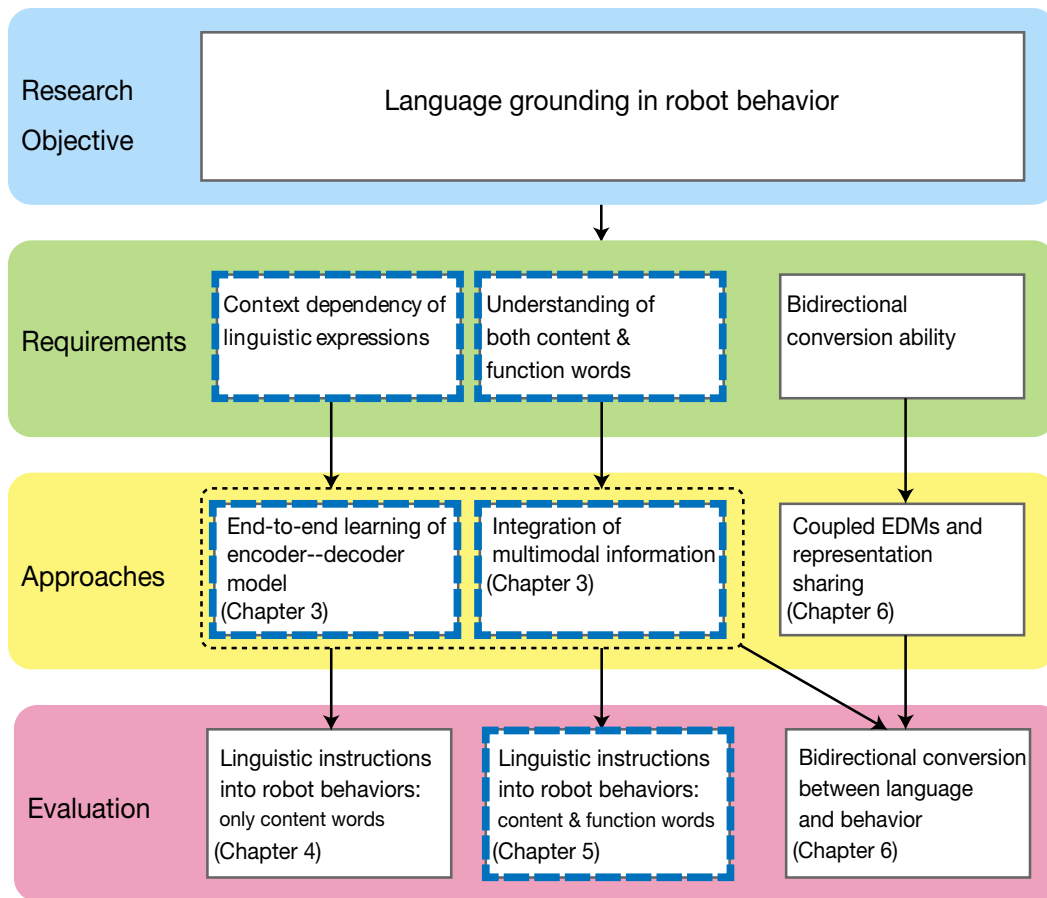 Research
Objective
Language grounding in robot behavior
Requirements
Context dependency of
linguistic expressions
Understanding of
both content &
function words
Bidirectional
conversion ability
Approaches
End-to-end learning of
encoder--decoder
model
(Chapter 3)
Integration of
multimodal information
(Chapter 3)
Coupled EDMs and
representation
sharing
(Chapter 6)
Evaluation
Linguistic instructions
into robot behaviors:
only content words
(Chapter 4)
Linguistic instructions
into robot behaviors:
content & function words
(Chapter 5)
Bidirectional conversion
between language
and behavior
(Chapter 6)